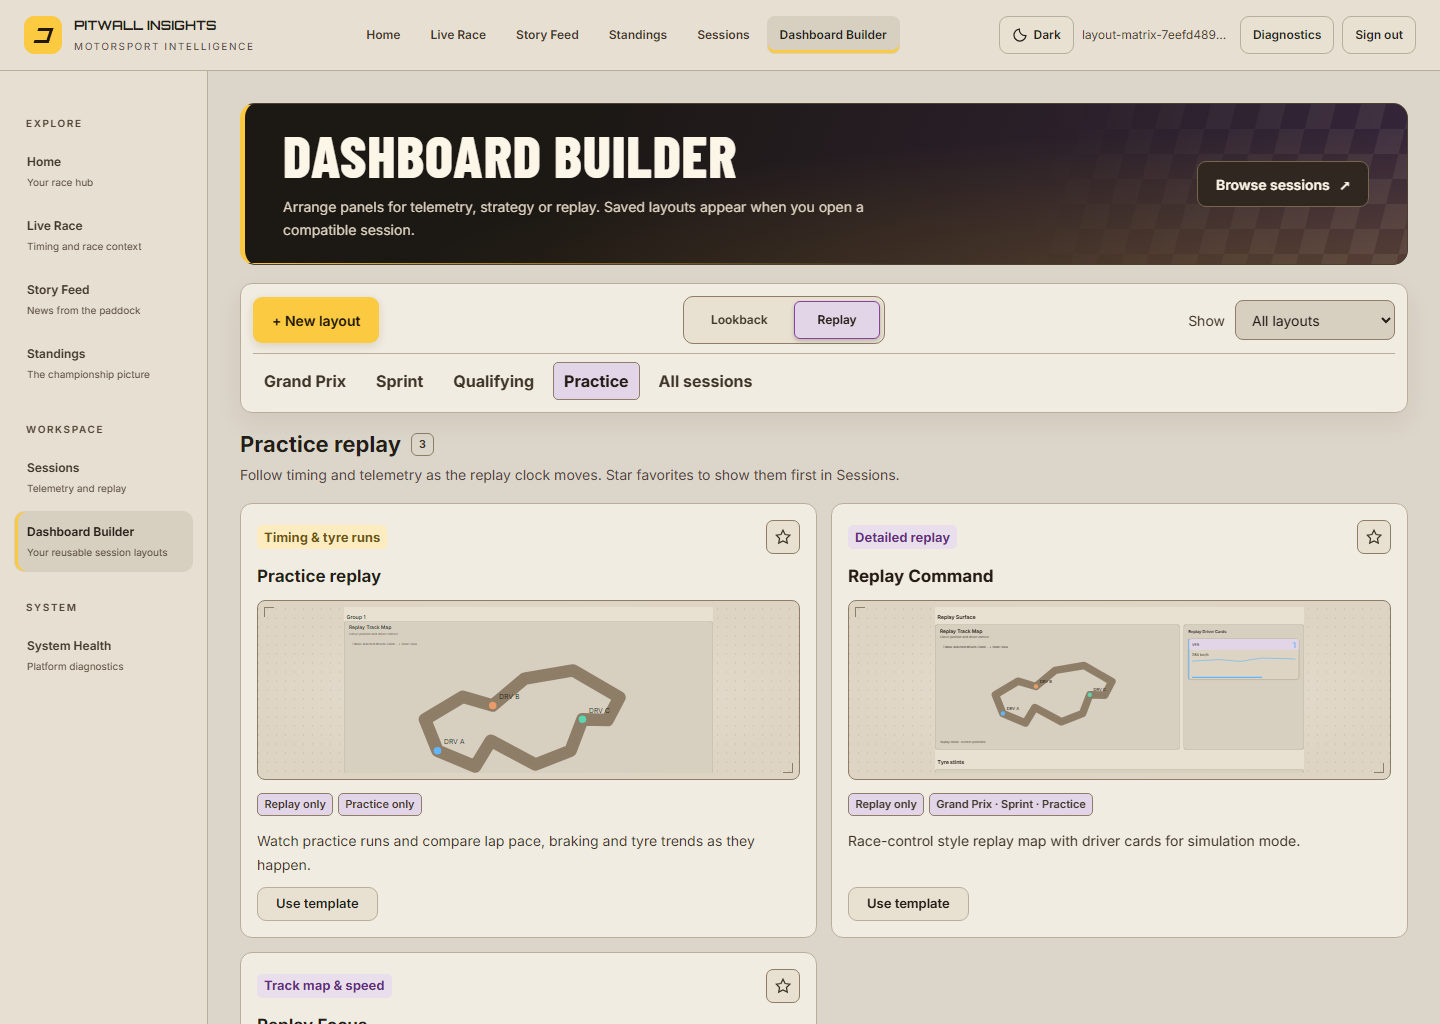 PITWALL INSIGHTS
MOTORSPORT INTELLIGENCE
Home
Live Race
Story Feed
Standings
Sessions
Dashboard Builder
Dark
layout-matrix-7eefd489...
Diagnostics
Sign out
EXPLORE
Home
Your race hub
Live Race
Timing and race context
Story Feed
News from the paddock
Standings
The championship picture
WORKSPACE
Sessions
Telemetry and replay
Dashboard Builder
Your reusable session layouts
SYSTEM
System Health
Platform diagnostics
DASHBOARD BUILDER
Arrange panels for telemetry, strategy or replay. Saved layouts appear when you open a
compatible session.
Browse sessions ↗
+ New layout
Lookback
Replay
Show
All layouts
Grand Prix
Sprint
Qualifying
Practice
All sessions
Practice replay
3
Follow timing and telemetry as the replay clock moves. Star favorites to show them first in Sessions.
Timing & tyre runs
Practice replay
Group 1
Replay Track Map
DRV B
DRV C
DRV A
Replay only
Practice only
Watch practice runs and compare lap pace, braking and tyre trends as they
happen.
Use template
Detailed replay
Replay Command
Replay Surface
Replay Track Map
Replay Driver Cards
DRV A
Tyre stints
Replay only
Grand Prix · Sprint · Practice
Race-control style replay map with driver cards for simulation mode.
Use template
Track map & speed
Replay Focus